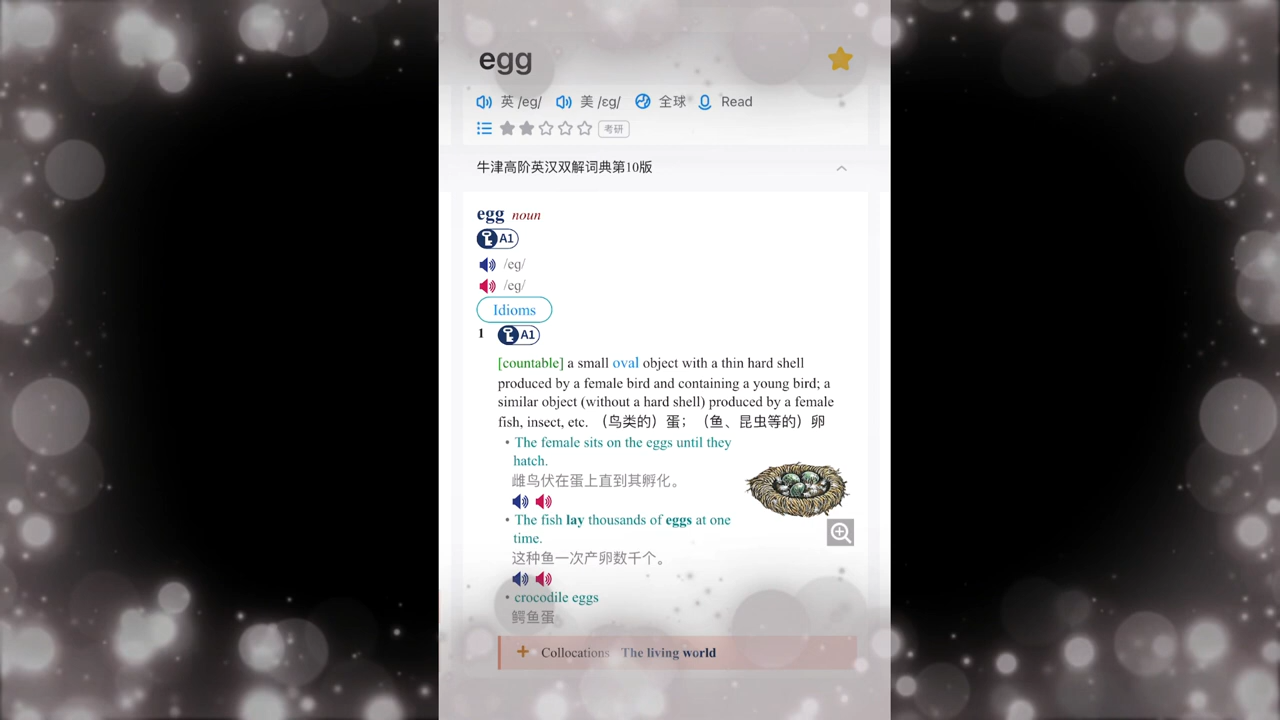 egg
英 /eg/ 美 /ɛg/ 全球 Read
考研
牛津高阶英汉双解词典第10版
egg noun
A1
/eɡ/
/eɡ/
Idioms
1 A1
[countable] a small oval object with a thin hard shell
produced by a female bird and containing a young bird; a
similar object (without a hard shell) produced by a female
fish, insect, etc. （鸟类的）蛋；（鱼、昆虫等的）卵
• The female sits on the eggs until they
hatch.
雌鸟伏在蛋上直到其孵化。
• The fish lay thousands of eggs at one
time.
这种鱼一次产卵数千个。
• crocodile eggs
鳄鱼蛋
+ Collocations The living world